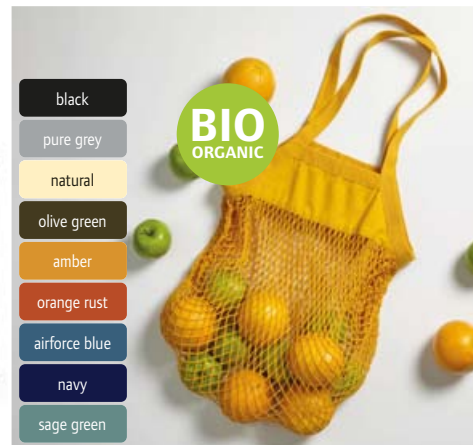 black
pure grey
natural
olive green
amber
orange rust
airforce blue
navy
sage green
BIO
ORGANIC